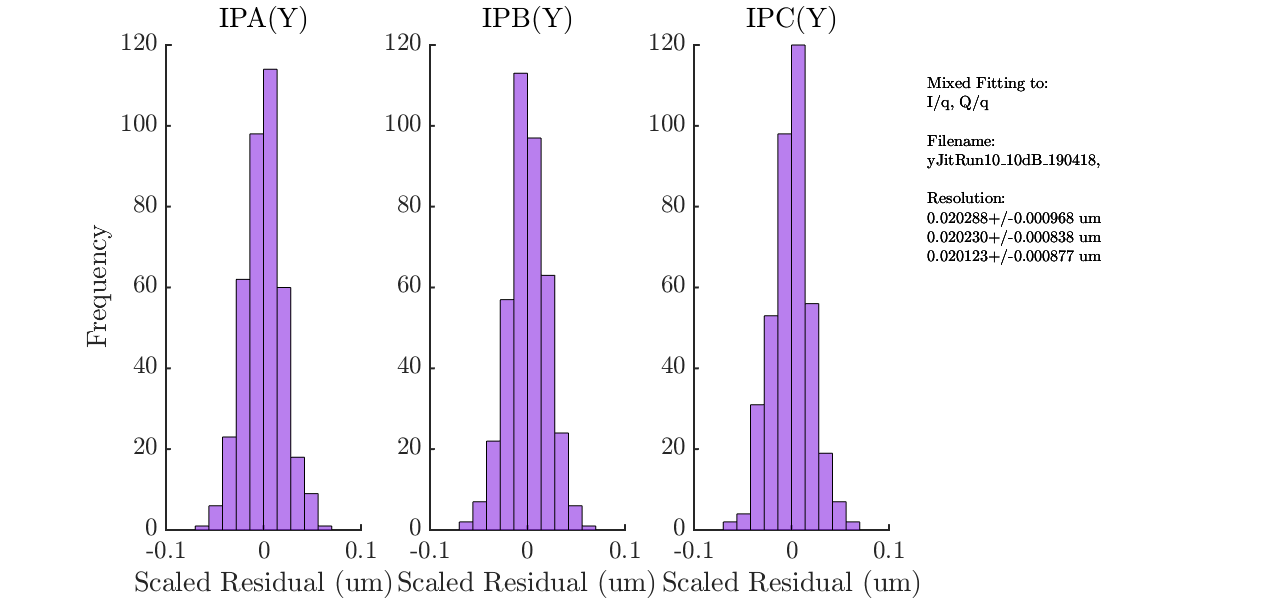 IPA(Y) IPB(Y) IPC(Y)
120 120 120
100 100 100
80 80 80
60 60 60
40 40 40
20 20 20
0 0 0
Frequency
-0.1 0 0.1 -0.1 0 0.1 -0.1 0 0.1
Scaled Residual (um) Scaled Residual (um) Scaled Residual (um)
Mixed Fitting to:
I/q, Q/q
Filename:
yJitRun10_10dB_190418,
Resolution:
0.020288+/-0.000968 um
0.020230+/-0.000838 um
0.020123+/-0.000877 um